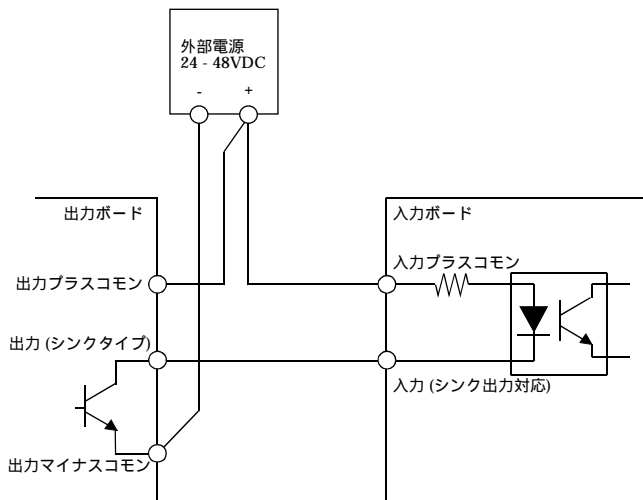 外部電源
24 - 48VDC
- +
出力ボード
入力ボード
出力プラスコモン
入力プラスコモン
出力 (シンクタイプ)
入力 (シンク出力対応)
出力マイナスコモン